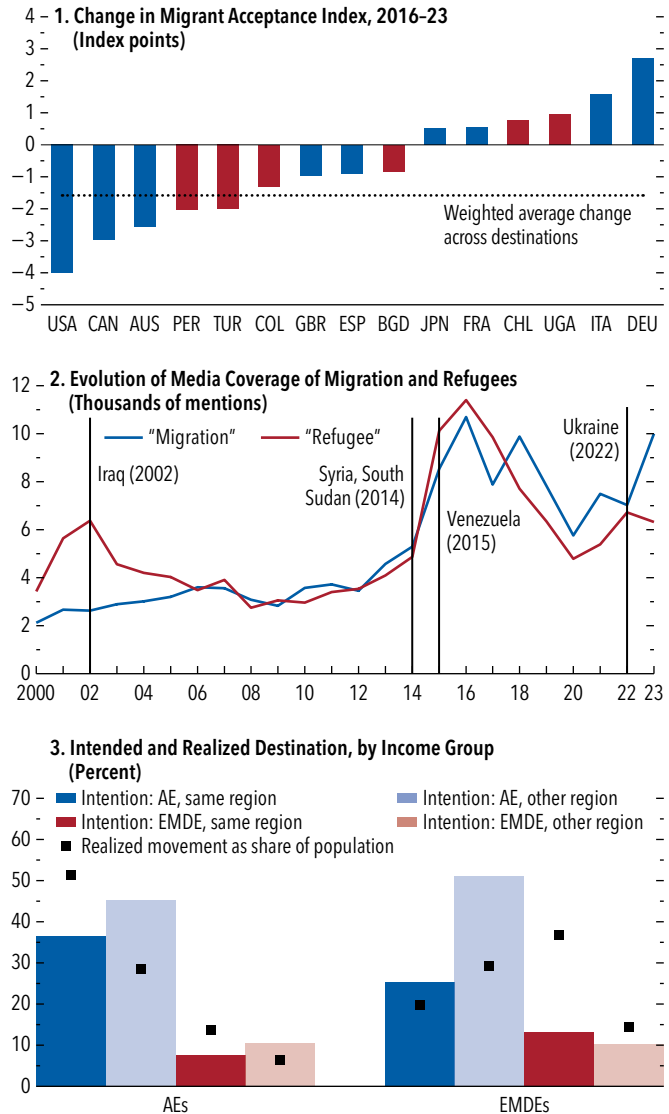 1. Change in Migrant Acceptance Index, 2016–23
(Index points)
4
3
2
1
0
−1
−2
−3
−4
−5
Weighted average change
across destinations
USA CAN AUS PER TUR COL GBR ESP BGD JPN FRA CHL UGA ITA DEU
2. Evolution of Media Coverage of Migration and Refugees
(Thousands of mentions)
12
10
8
6
4
2
0
"Migration" "Refugee"
Iraq (2002)
Syria, South
Sudan (2014)
Venezuela
(2015)
Ukraine
(2022)
2000 02 04 06 08 10 12 14 16 18 20 22 23
3. Intended and Realized Destination, by Income Group
(Percent)
Intention: AE, same region Intention: AE, other region
Intention: EMDE, same region Intention: EMDE, other region
Realized movement as share of population
70
60
50
40
30
20
10
0
AEs EMDEs